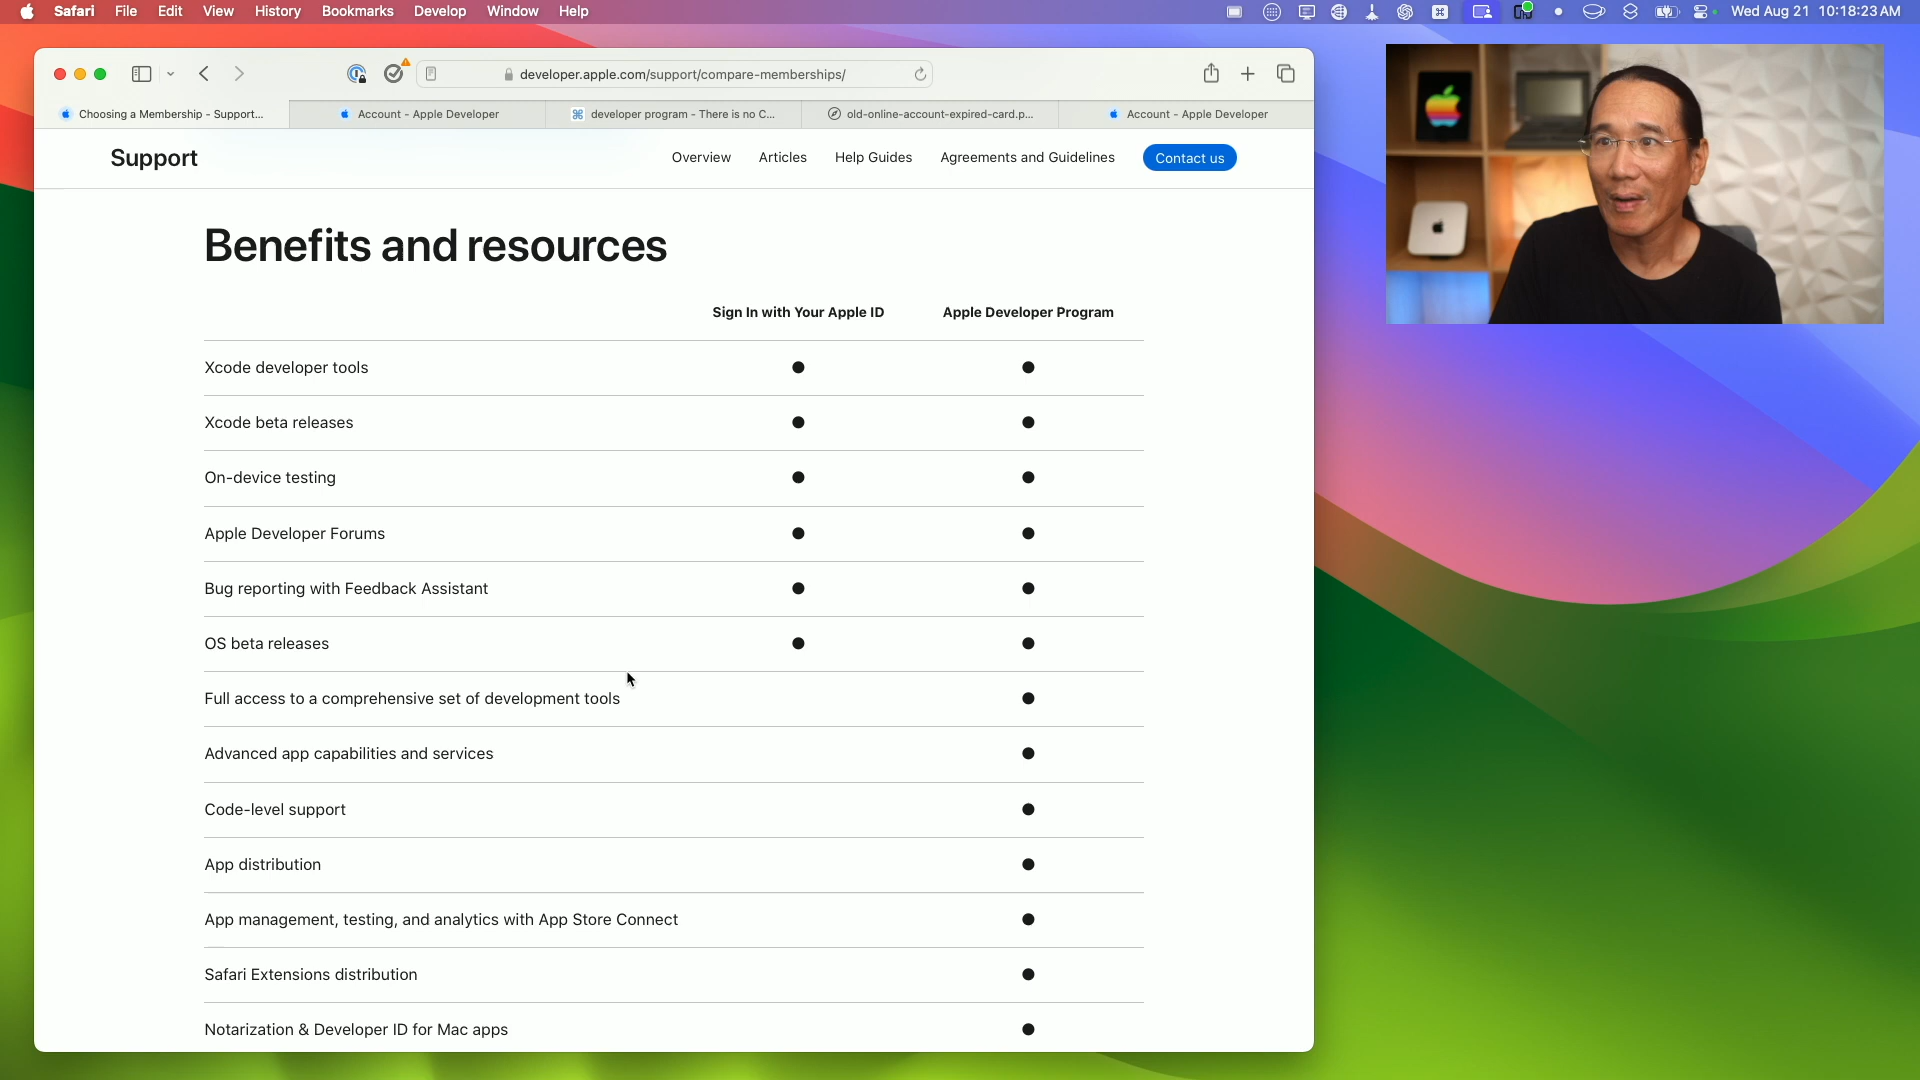 Safari File Edit View History Bookmarks Develop Window Help
Wed Aug 21 10:18:23 AM
developer.apple.com/support/compare-memberships/
Choosing a Membership - Support...
Account - Apple Developer
developer program - There is no C...
old-online-account-expired-card.p...
Account - Apple Developer
Support
Overview Articles Help Guides Agreements and Guidelines Contact us
Benefits and resources
Sign In with Your Apple ID Apple Developer Program
Xcode developer tools
Xcode beta releases
On-device testing
Apple Developer Forums
Bug reporting with Feedback Assistant
OS beta releases
Full access to a comprehensive set of development tools
Advanced app capabilities and services
Code-level support
App distribution
App management, testing, and analytics with App Store Connect
Safari Extensions distribution
Notarization & Developer ID for Mac apps